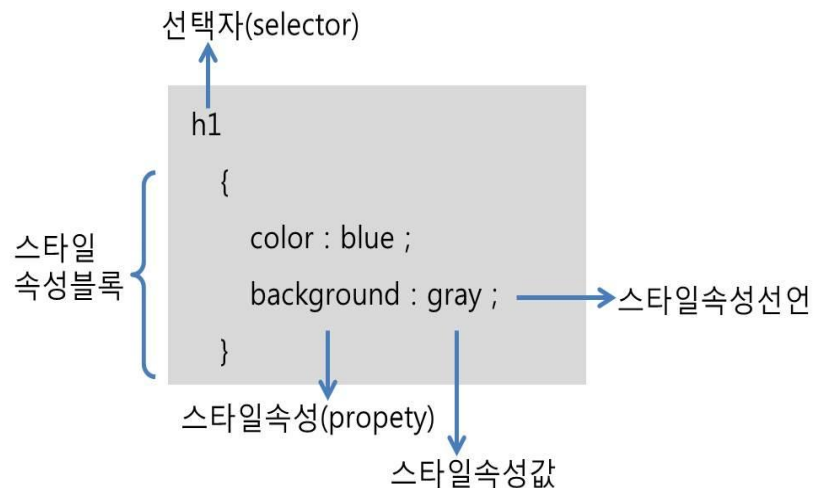 선택자(selector)
h1
{
color : blue ;
스타일
속성블록
background : gray ;
스타일속성선언
}
스타일속성(propety)
스타일속성값